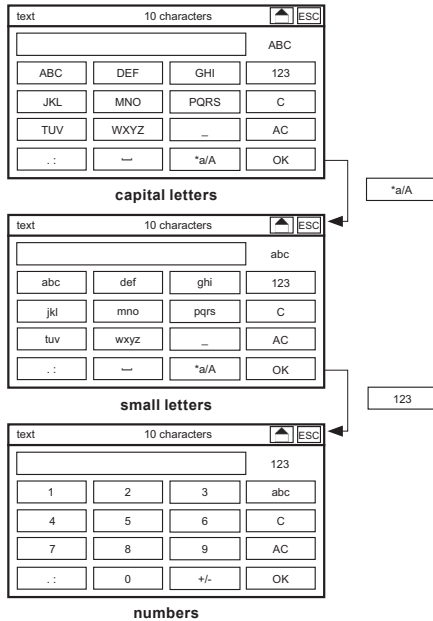 text 10 characters ESC
ABC
ABC DEF GHI 123
JKL MNO PQRS C
TUV WXYZ _ AC
. : ⎵ *a/A OK
capital letters
*a/A
text 10 characters ESC
abc
abc def ghi 123
jkl mno pqrs C
tuv wxyz _ AC
. : ⎵ *a/A OK
small letters
123
text 10 characters ESC
123
1 2 3 abc
4 5 6 C
7 8 9 AC
. : 0 +/- OK
numbers